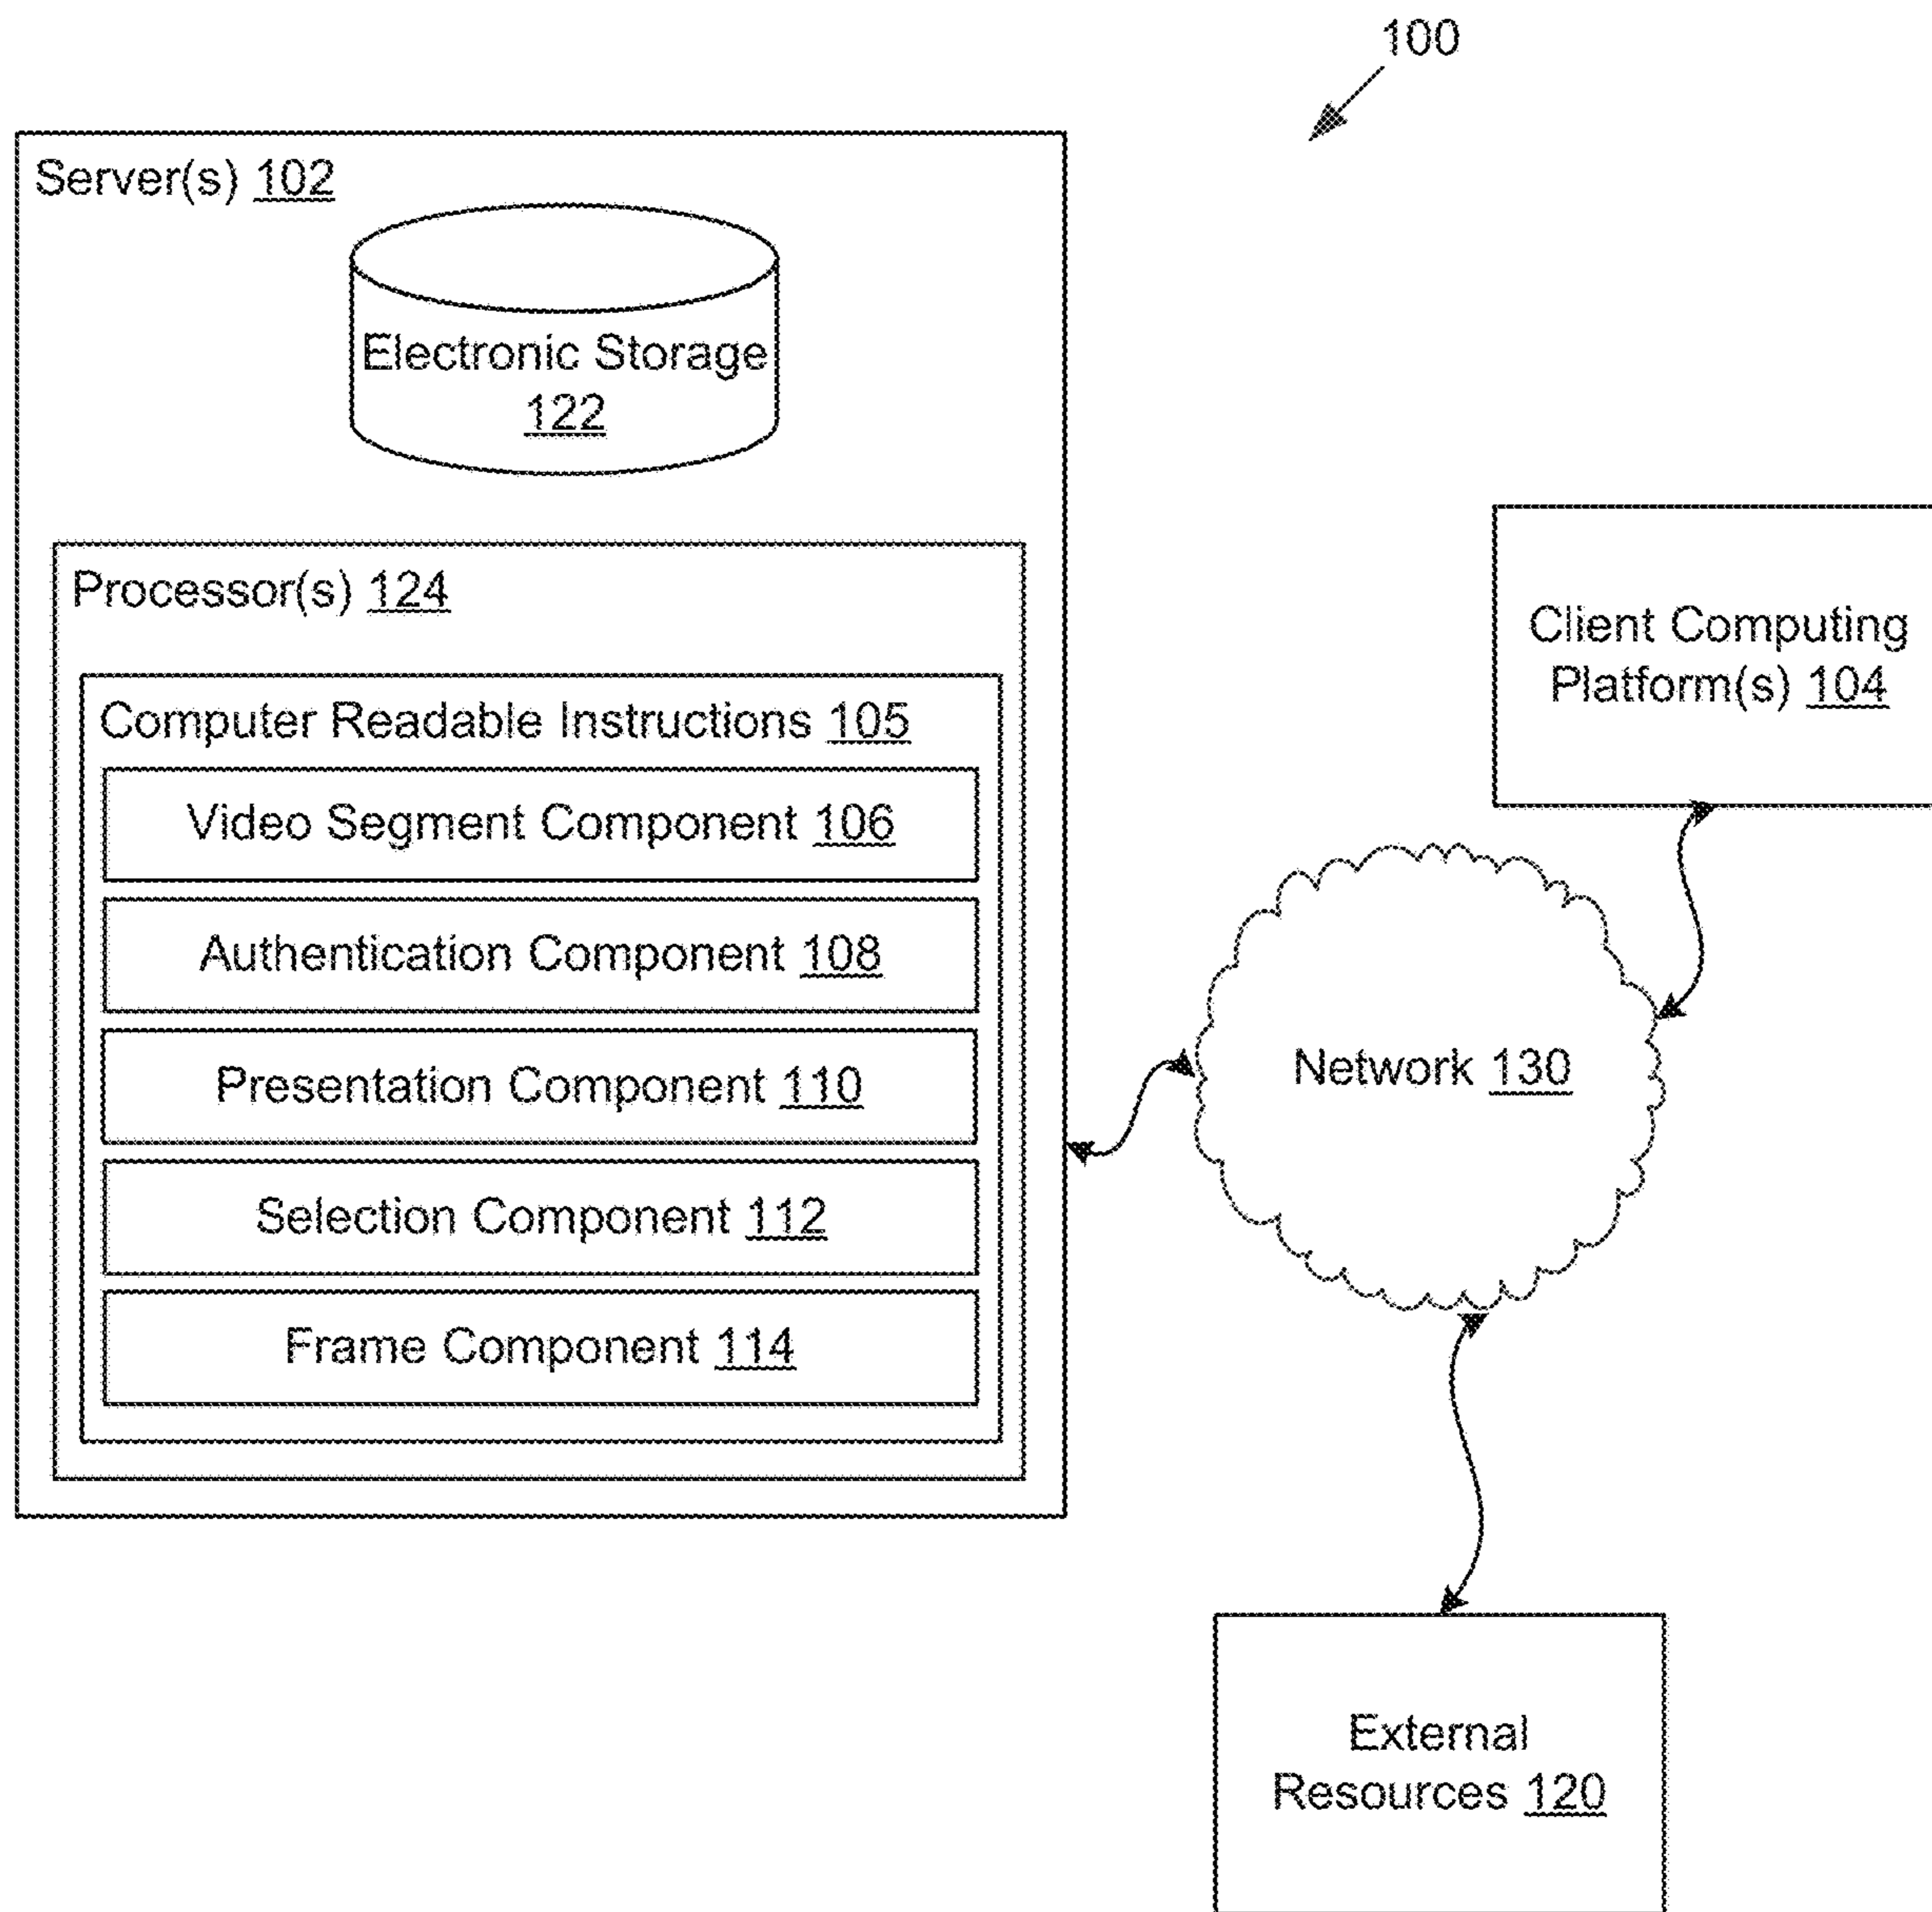 100
Server(s) 102
Electronic Storage
122
Processor(s) 124
Computer Readable Instructions 105
Video Segment Component 106
Authentication Component 108
Presentation Component 110
Selection Component 112
Frame Component 114
Client Computing
Platform(s) 104
Network 130
External
Resources 120